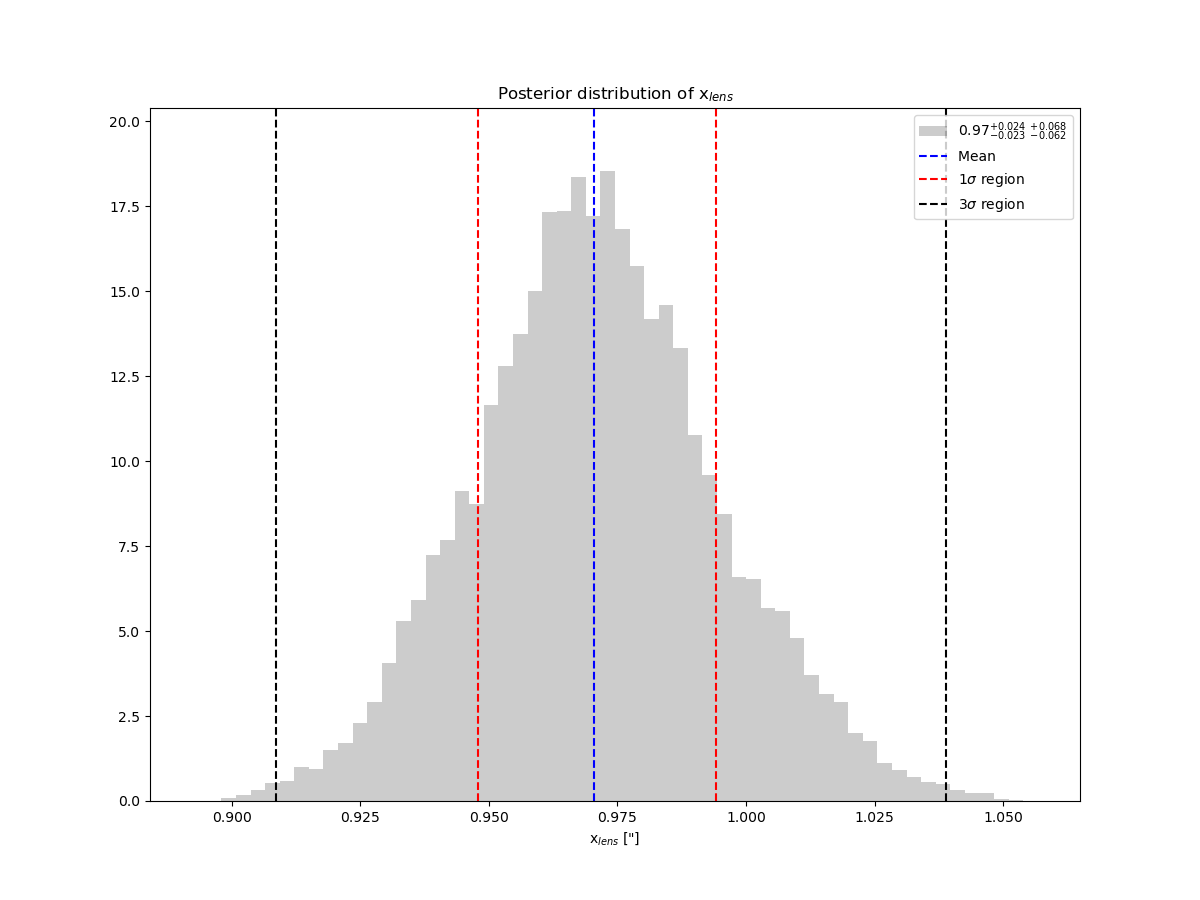 Posterior distribution of x_lens
20.0
17.5
15.0
12.5
10.0
7.5
5.0
2.5
0.0
0.97 +0.024 −0.023 +0.068 −0.062
Mean
1σ region
3σ region
0.900 0.925 0.950 0.975 1.000 1.025 1.050
x_lens ["]